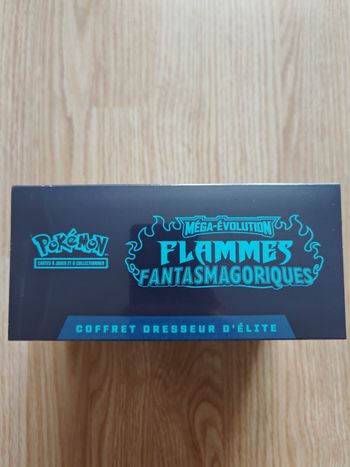 POKÉMON
CARTES À JOUER ET À COLLECTIONNER
MÉGA-ÉVOLUTION
FLAMMES
FANTASMAGORIQUES
COFFRET DRESSEUR D'ÉLITE